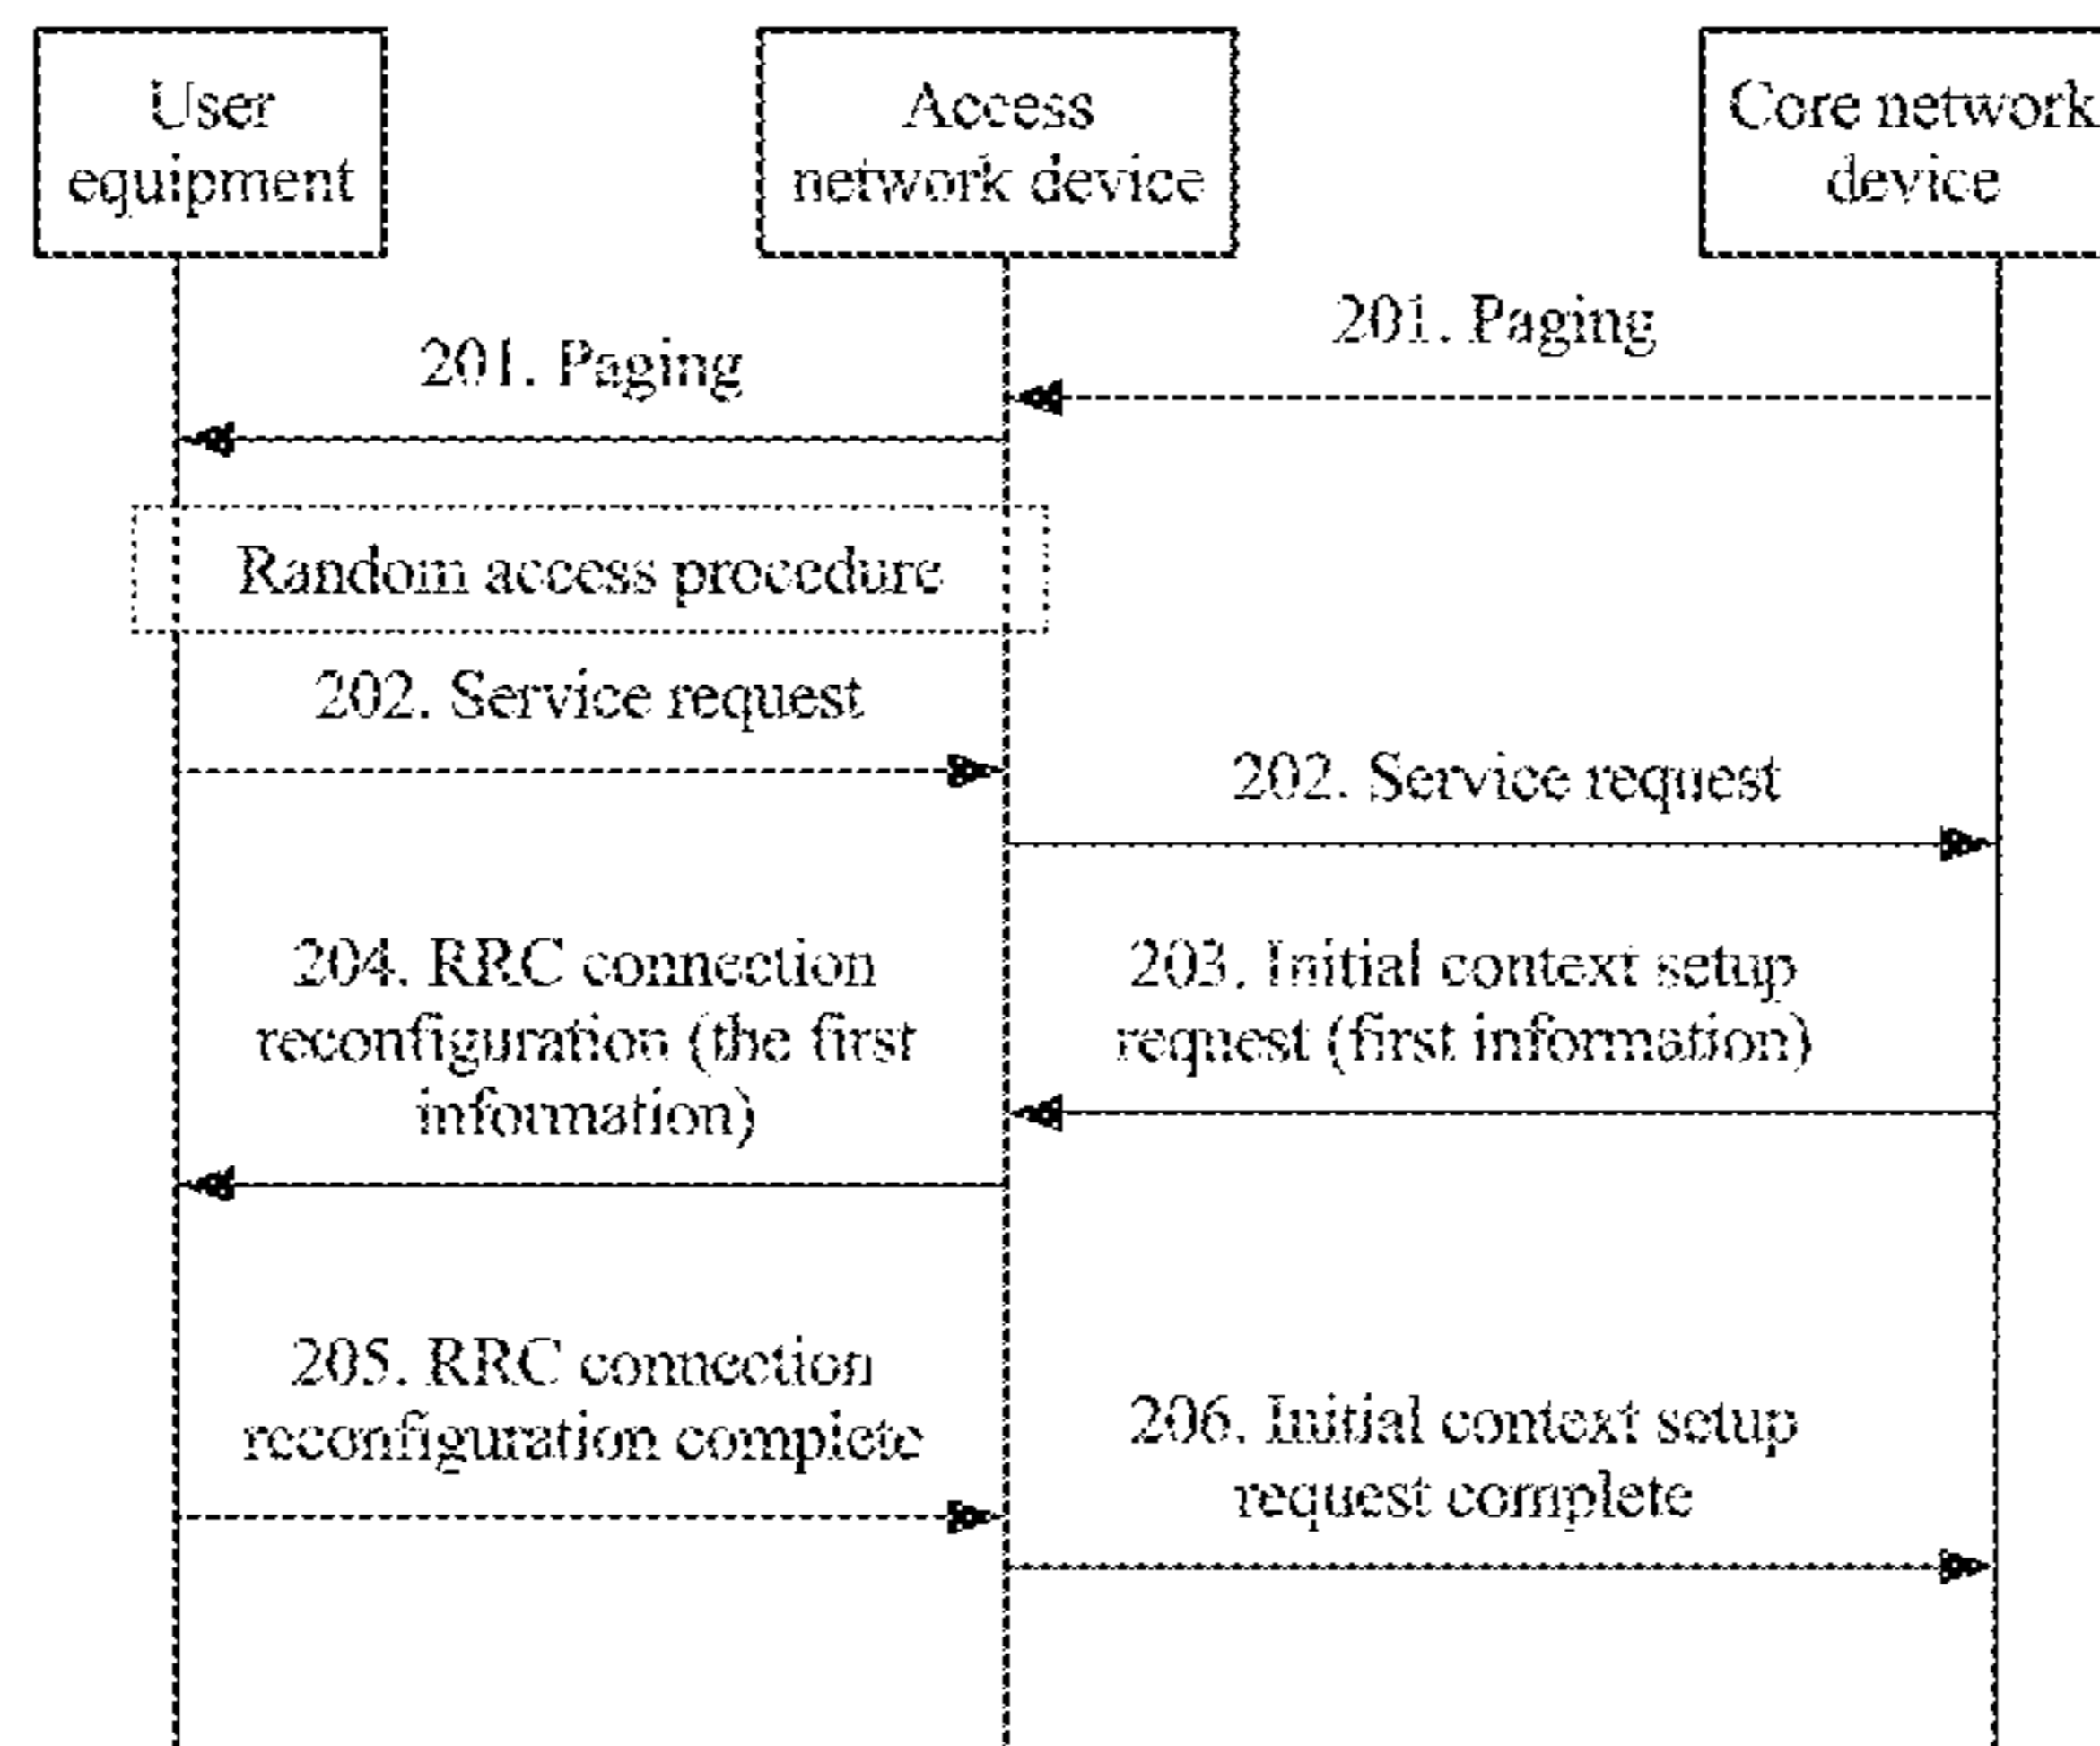 User
equipment
Access
network device
Core network
device
201. Paging
201. Paging
Random access procedure
202. Service request
202. Service request
204. RRC connection
reconfiguration (the first
information)
203. Initial context setup
request (first information)
205. RRC connection
reconfiguration complete
206. Initial context setup
request complete